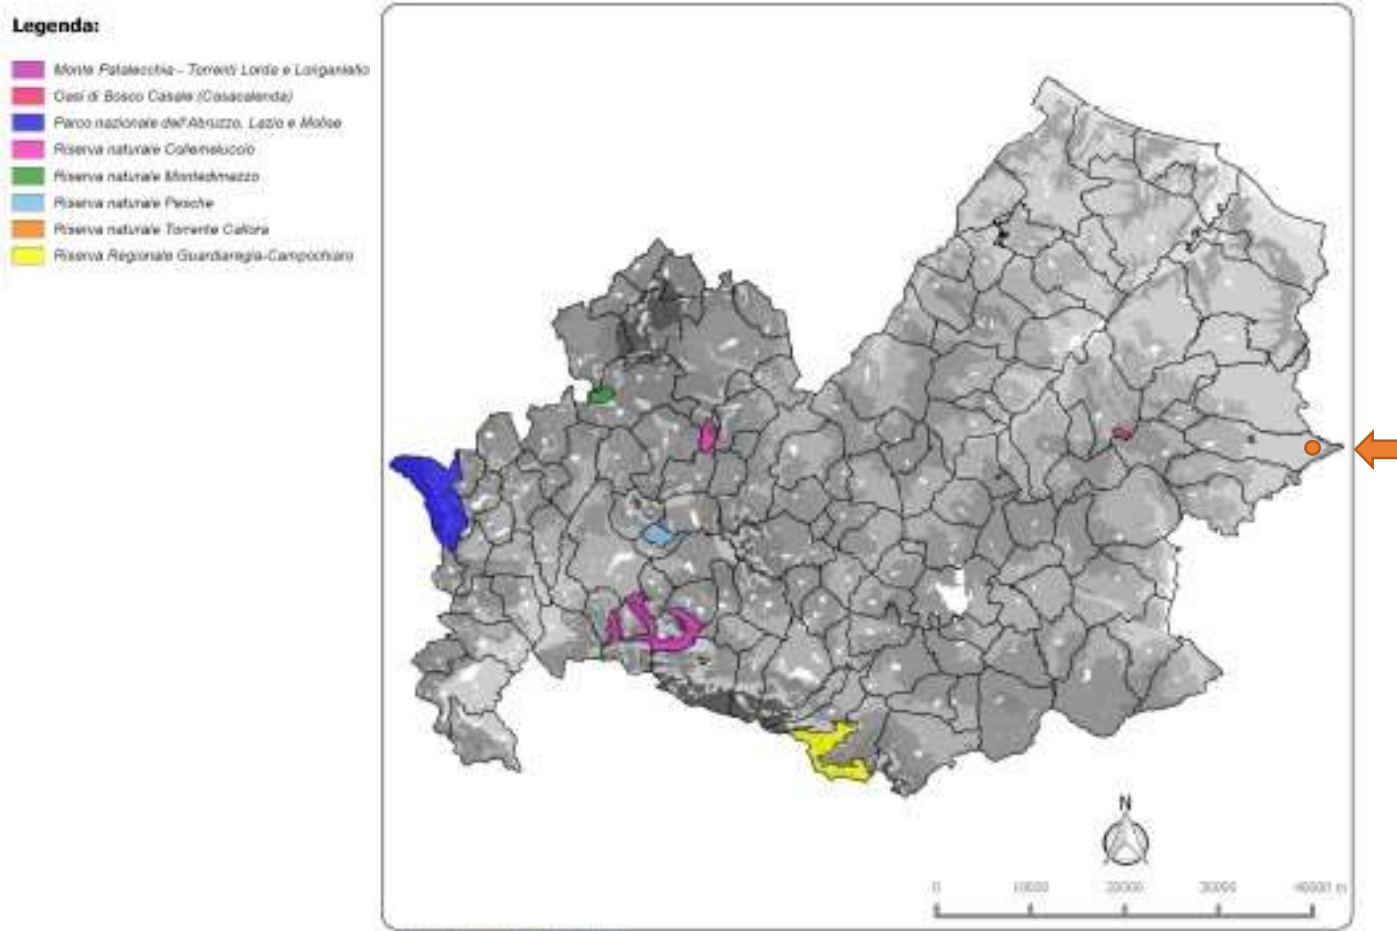 Legenda:
Monte Patalecchia - Torrenti Lorda e Longaniello
Oasi di Bosco Casale (Casacalenda)
Parco nazionale dell'Abruzzo, Lazio e Molise
Riserva naturale Collemeluccio
Riserva naturale Montedimezzo
Riserva naturale Pesche
Riserva naturale Torrente Callora
Riserva Regionale Guardiaregia-Campochiaro
N
0 10000 20000 30000 40000 m